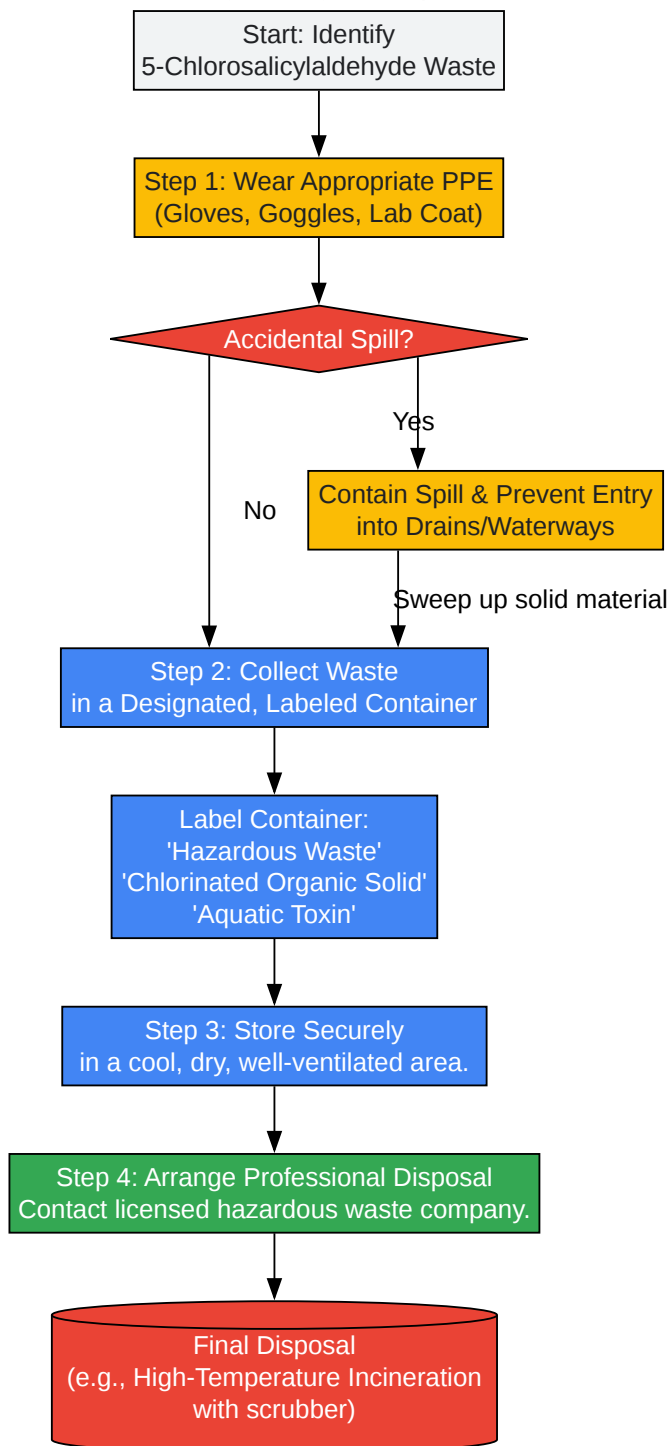 Start: Identify
5-Chlorosalicylaldehyde Waste
Step 1: Wear Appropriate PPE
(Gloves, Goggles, Lab Coat)
Accidental Spill?
Yes
Contain Spill & Prevent Entry
into Drains/Waterways
No
Sweep up solid material
Step 2: Collect Waste
in a Designated, Labeled Container
Label Container:
'Hazardous Waste'
'Chlorinated Organic Solid'
'Aquatic Toxin'
Step 3: Store Securely
in a cool, dry, well-ventilated area.
Step 4: Arrange Professional Disposal
Contact licensed hazardous waste company.
Final Disposal
(e.g., High-Temperature Incineration
with scrubber)